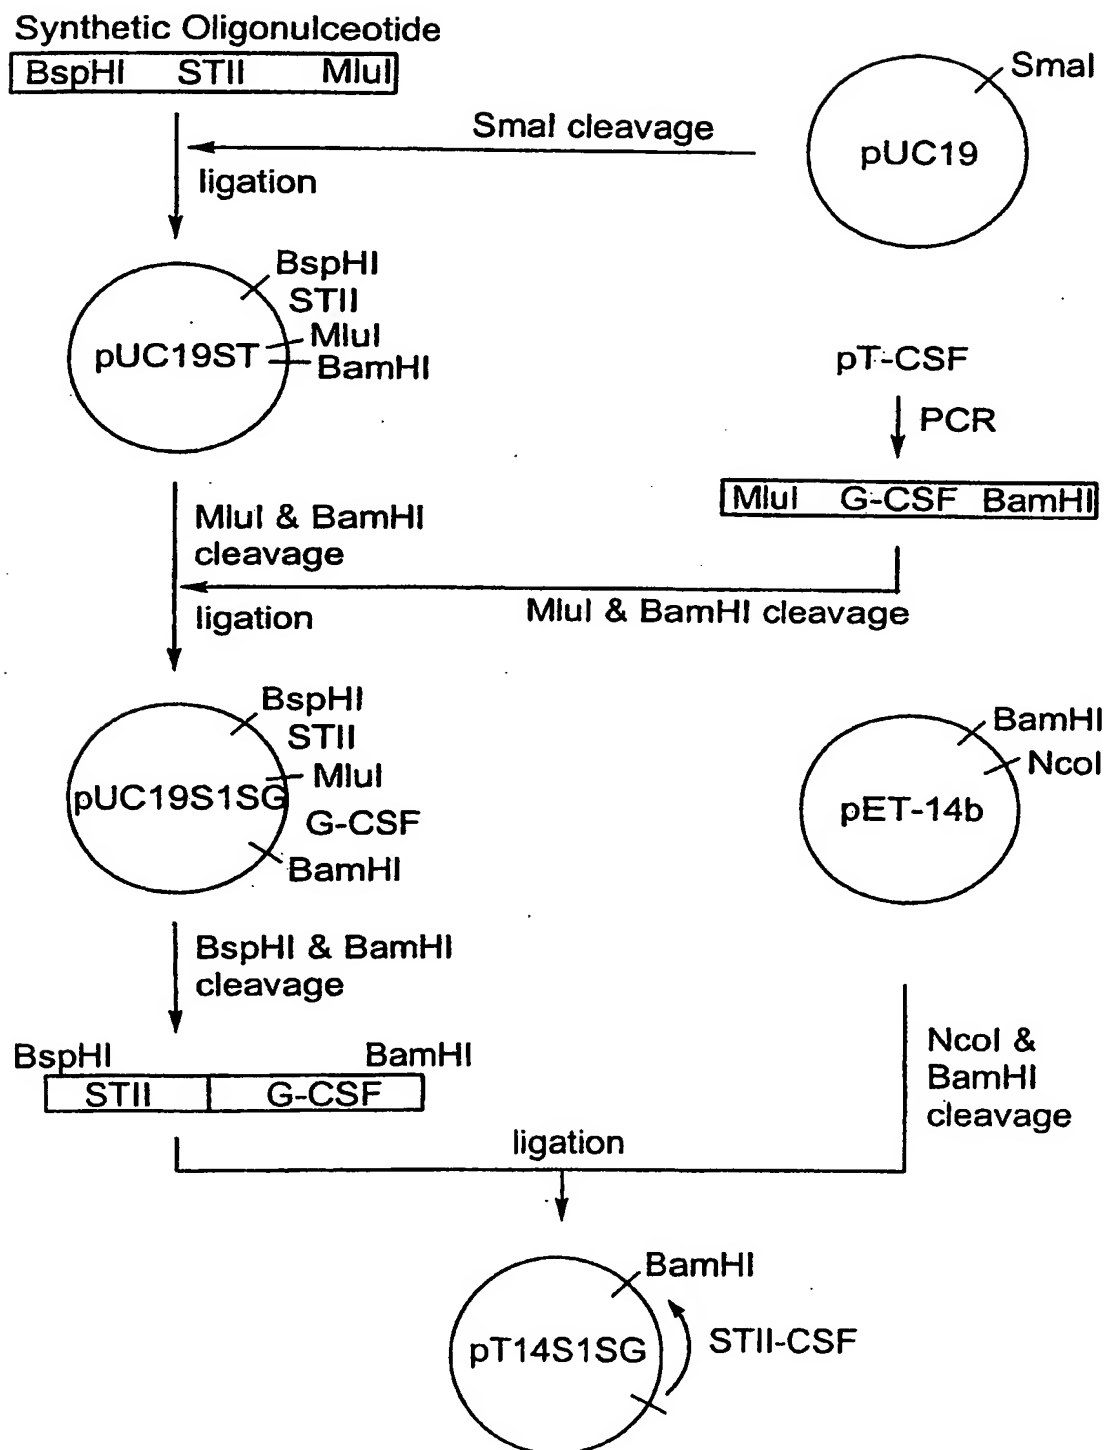 Synthetic Oligonulceotide
BspHI STII MluI
SmaI
pUC19
SmaI cleavage
ligation
BspHI
STII
MluI
BamHI
pUC19ST
pT-CSF
PCR
MluI G-CSF BamHI
MluI & BamHI
cleavage
ligation
MluI & BamHI cleavage
BspHI
STII
MluI
G-CSF
BamHI
pUC19S1SG
BamHI
NcoI
pET-14b
BspHI & BamHI
cleavage
BspHI BamHI
STII G-CSF
NcoI &
BamHI
cleavage
ligation
BamHI
STII-CSF
pT14S1SG